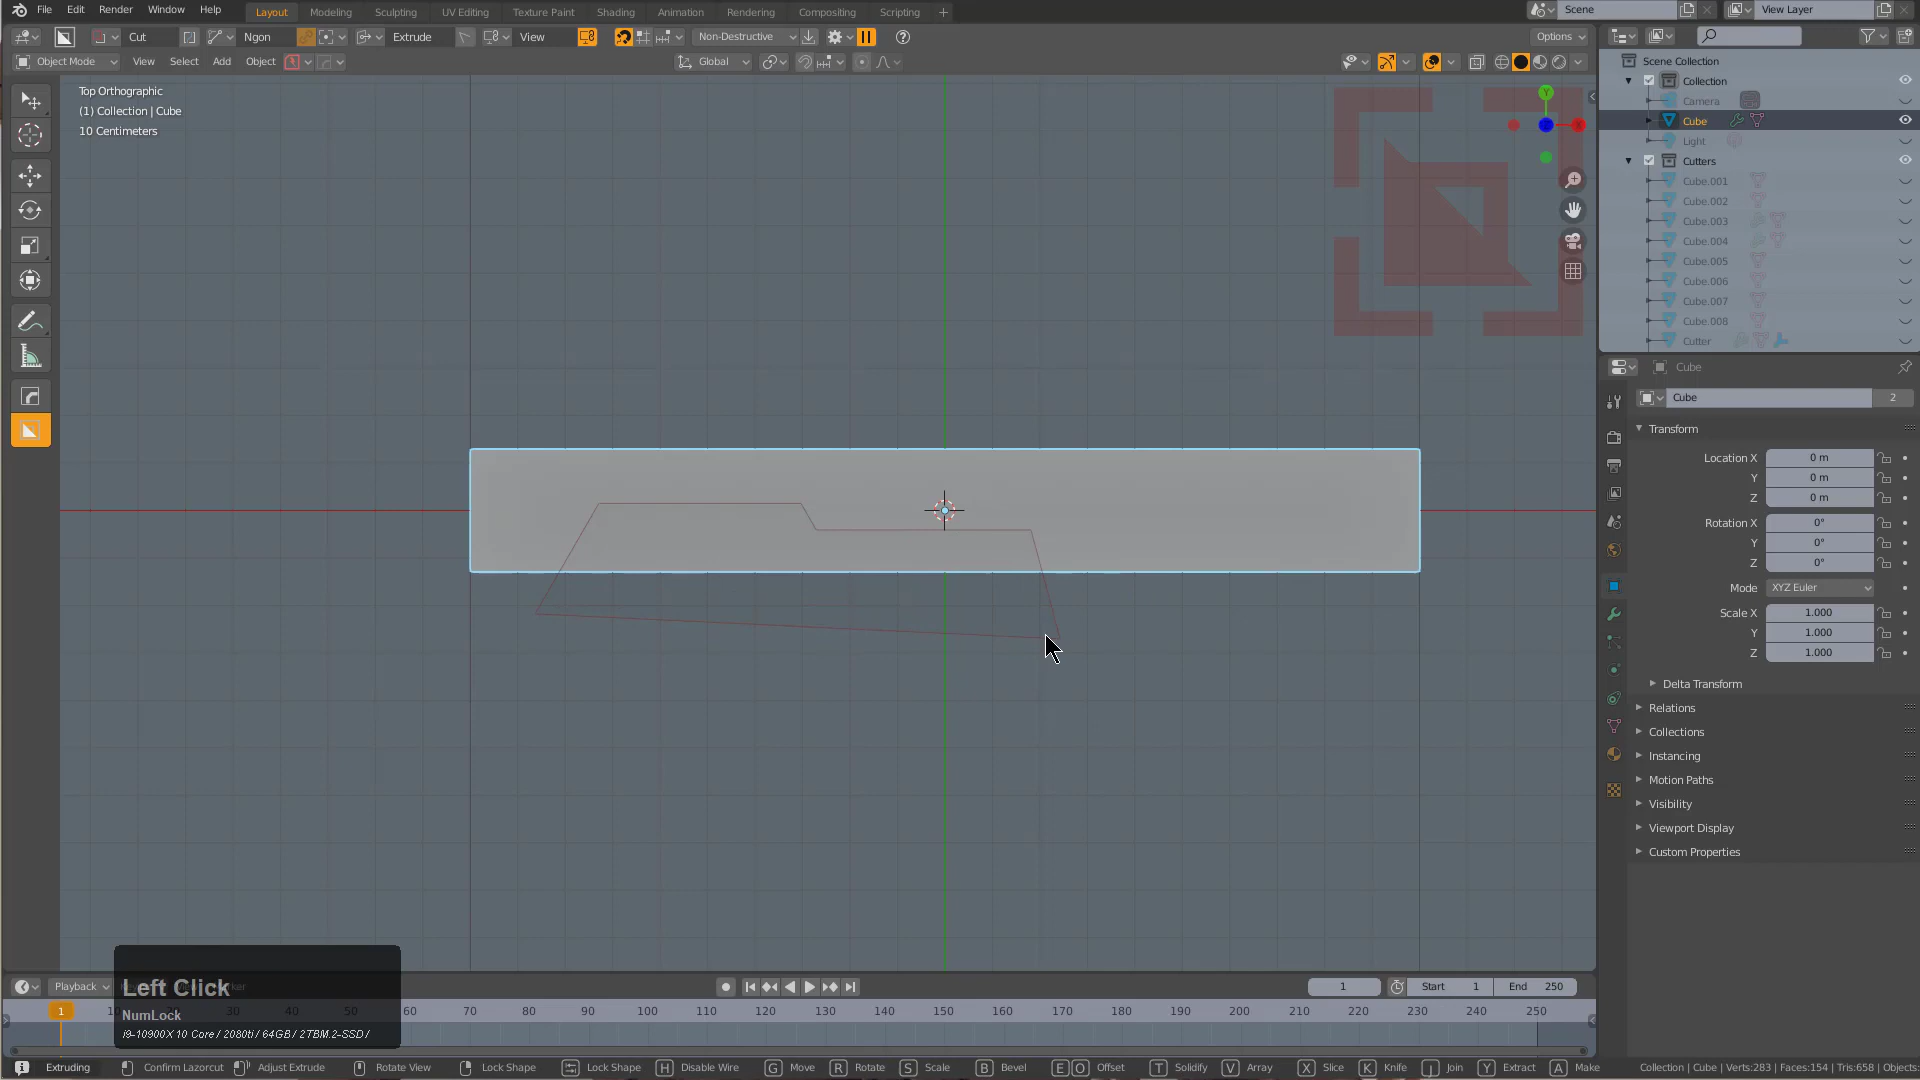 File Edit Render Window Help Layout Modeling Sculpting UV Editing Texture Paint Shading Animation Rendering Compositing Scripting + Scene View Layer
Cut Ngon Extrude View Non-Destructive Options
Object Mode View Select Add Object Global
Top Orthographic
(1) Collection | Cube
10 Centimeters
Y
Scene Collection
Collection
Camera
Cube
Light
Cutters
Cube.001
Cube.002
Cube.003
Cube.004
Cube.005
Cube.006
Cube.007
Cube.008
Cutter
Cube
Cube 2
Transform
Location X 0 m
Y 0 m
Z 0 m
Rotation X 0°
Y 0°
Z 0°
Mode XYZ Euler
Scale X 1.000
Y 1.000
Z 1.000
Delta Transform
Relations
Collections
Instancing
Motion Paths
Visibility
Viewport Display
Custom Properties
Playback 1 Start 1 End 250
Left Click
NumLock
i9-10900X 10 Core / 2080ti / 64GB / 2TBM.2-SSD /
1 30 40 50 60 70 80 90 100 110 120 130 140 150 160 170 180 190 200 210 220 230 240 250
Extruding Confirm Lazorcut Adjust Extrude Rotate View Lock Shape Lock Shape H Disable Wire G Move R Rotate S Scale B Bevel E O Offset T Solidify V Array X Slice K Knife J Join Y Extract A Make Collection | Cube | Verts:283 | Faces:154 | Tris:658 | Objects: